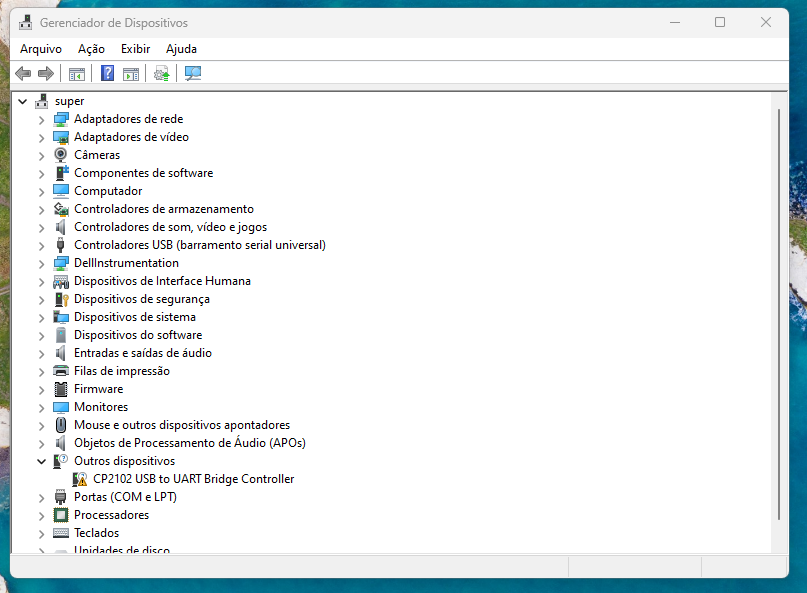 Gerenciador de Dispositivos
Arquivo Ação Exibir Ajuda
super
Adaptadores de rede
Adaptadores de vídeo
Câmeras
Componentes de software
Computador
Controladores de armazenamento
Controladores de som, vídeo e jogos
Controladores USB (barramento serial universal)
DellInstrumentation
Dispositivos de Interface Humana
Dispositivos de segurança
Dispositivos de sistema
Dispositivos do software
Entradas e saídas de áudio
Filas de impressão
Firmware
Monitores
Mouse e outros dispositivos apontadores
Objetos de Processamento de Áudio (APOs)
Outros dispositivos
CP2102 USB to UART Bridge Controller
Portas (COM e LPT)
Processadores
Teclados
Unidades de disco